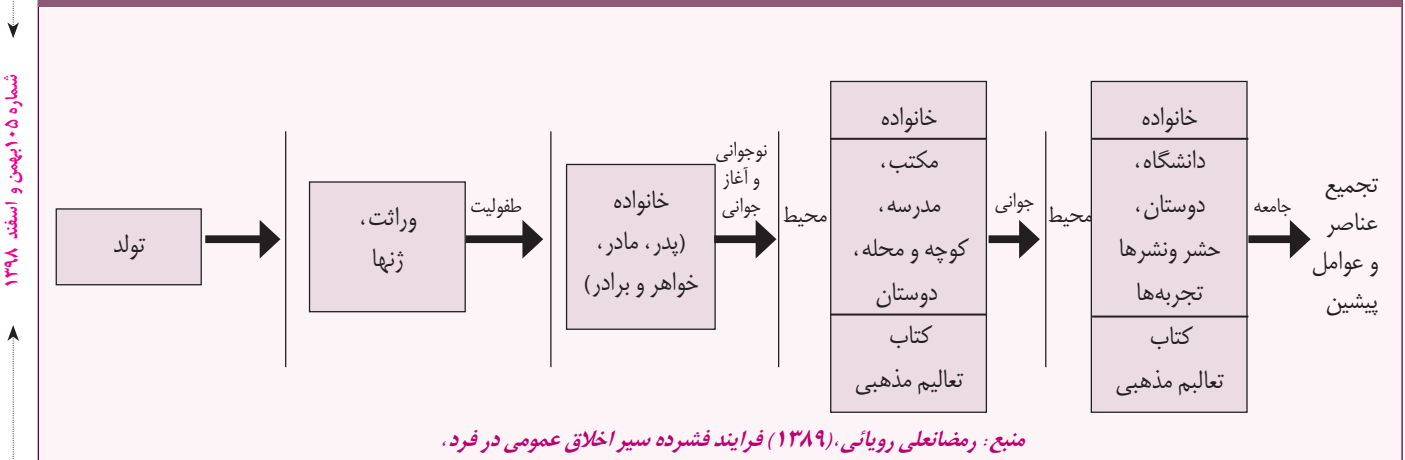 شماره ۱۰۵ بهمن و اسفند ۱۳۹۸
تولد
وراثت،
ژنها
طفولیت
خانواده
(پدر، مادر،
خواهر و برادر)
نوجوانی
و آغاز
جوانی
محیط
خانواده
مکتب،
مدرسه،
کوچه و محله،
دوستان
کتاب
تعالیم مذهبی
جوانی
محیط
خانواده
دانشگاه،
دوستان،
حشر ونشرها
تجربه‌ها
کتاب
تعالبم مذهبی
جامعه
تجمیع
عناصر
و عوامل
پیشین
منبع: رمضانعلی رویائی،(۱۳۸۹) فرایند فشرده سیر اخلاق عمومی در فرد،